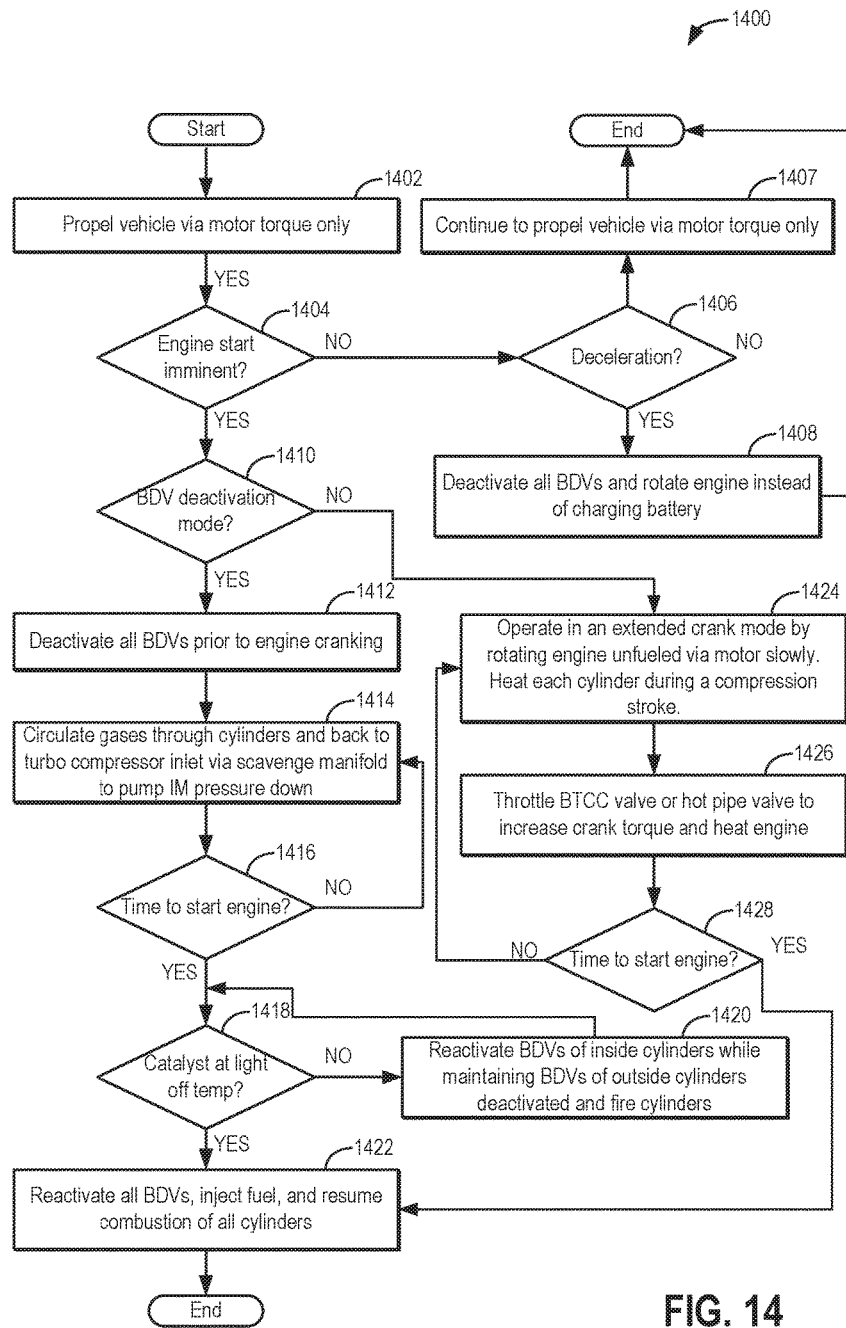 1400
Start
End
1402
Propel vehicle via motor torque only
1407
Continue to propel vehicle via motor torque only
YES
1404
Engine start
imminent?
NO
1406
Deceleration?
NO
YES
YES
1408
Deactivate all BDVs and rotate engine instead
of charging battery
1410
BDV deactivation
mode?
NO
YES
1412
Deactivate all BDVs prior to engine cranking
1424
Operate in an extended crank mode by
rotating engine unfueled via motor slowly.
Heat each cylinder during a compression
stroke.
1414
Circulate gases through cylinders and back to
turbo compressor inlet via scavenge manifold
to pump IM pressure down
1426
Throttle BTCC valve or hot pipe valve to
increase crank torque and heat engine
1416
Time to start engine?
NO
YES
1428
Time to start engine?
NO
YES
1418
Catalyst at light
off temp?
NO
YES
1420
Reactivate BDVs of inside cylinders while
maintaining BDVs of outside cylinders
deactivated and fire cylinders
1422
Reactivate all BDVs, inject fuel, and resume
combustion of all cylinders
End
FIG. 14